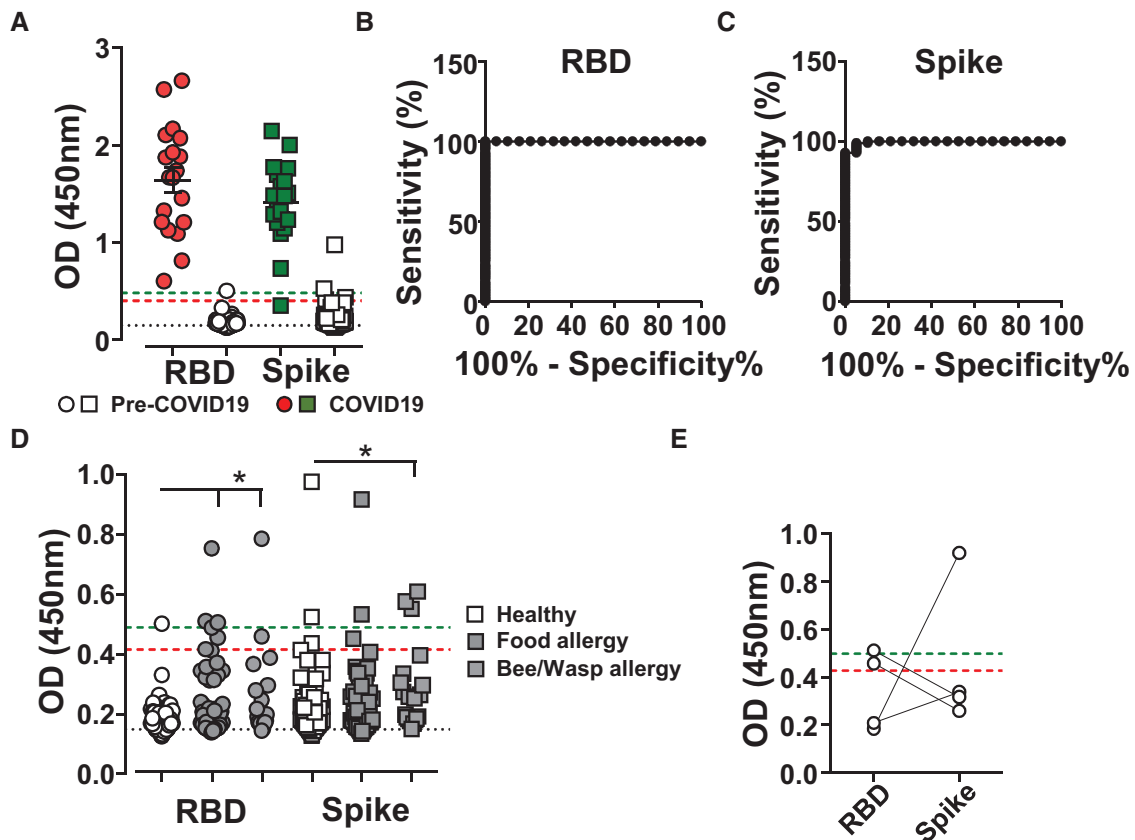 A
3
2
1
0
OD (450nm)
RBD
Spike
Pre-COVID19
COVID19
B
RBD
150
100
50
0
Sensitivity (%)
0 20 40 60 80 100
100% - Specificity%
C
Spike
150
100
50
0
Sensitivity (%)
0 20 40 60 80 100
100% - Specificity%
D
*
*
1.0
0.8
0.6
0.4
0.2
0.0
OD (450nm)
RBD
Spike
Healthy
Food allergy
Bee/Wasp allergy
E
1.0
0.8
0.6
0.4
0.2
0.0
OD (450nm)
RBD
Spike